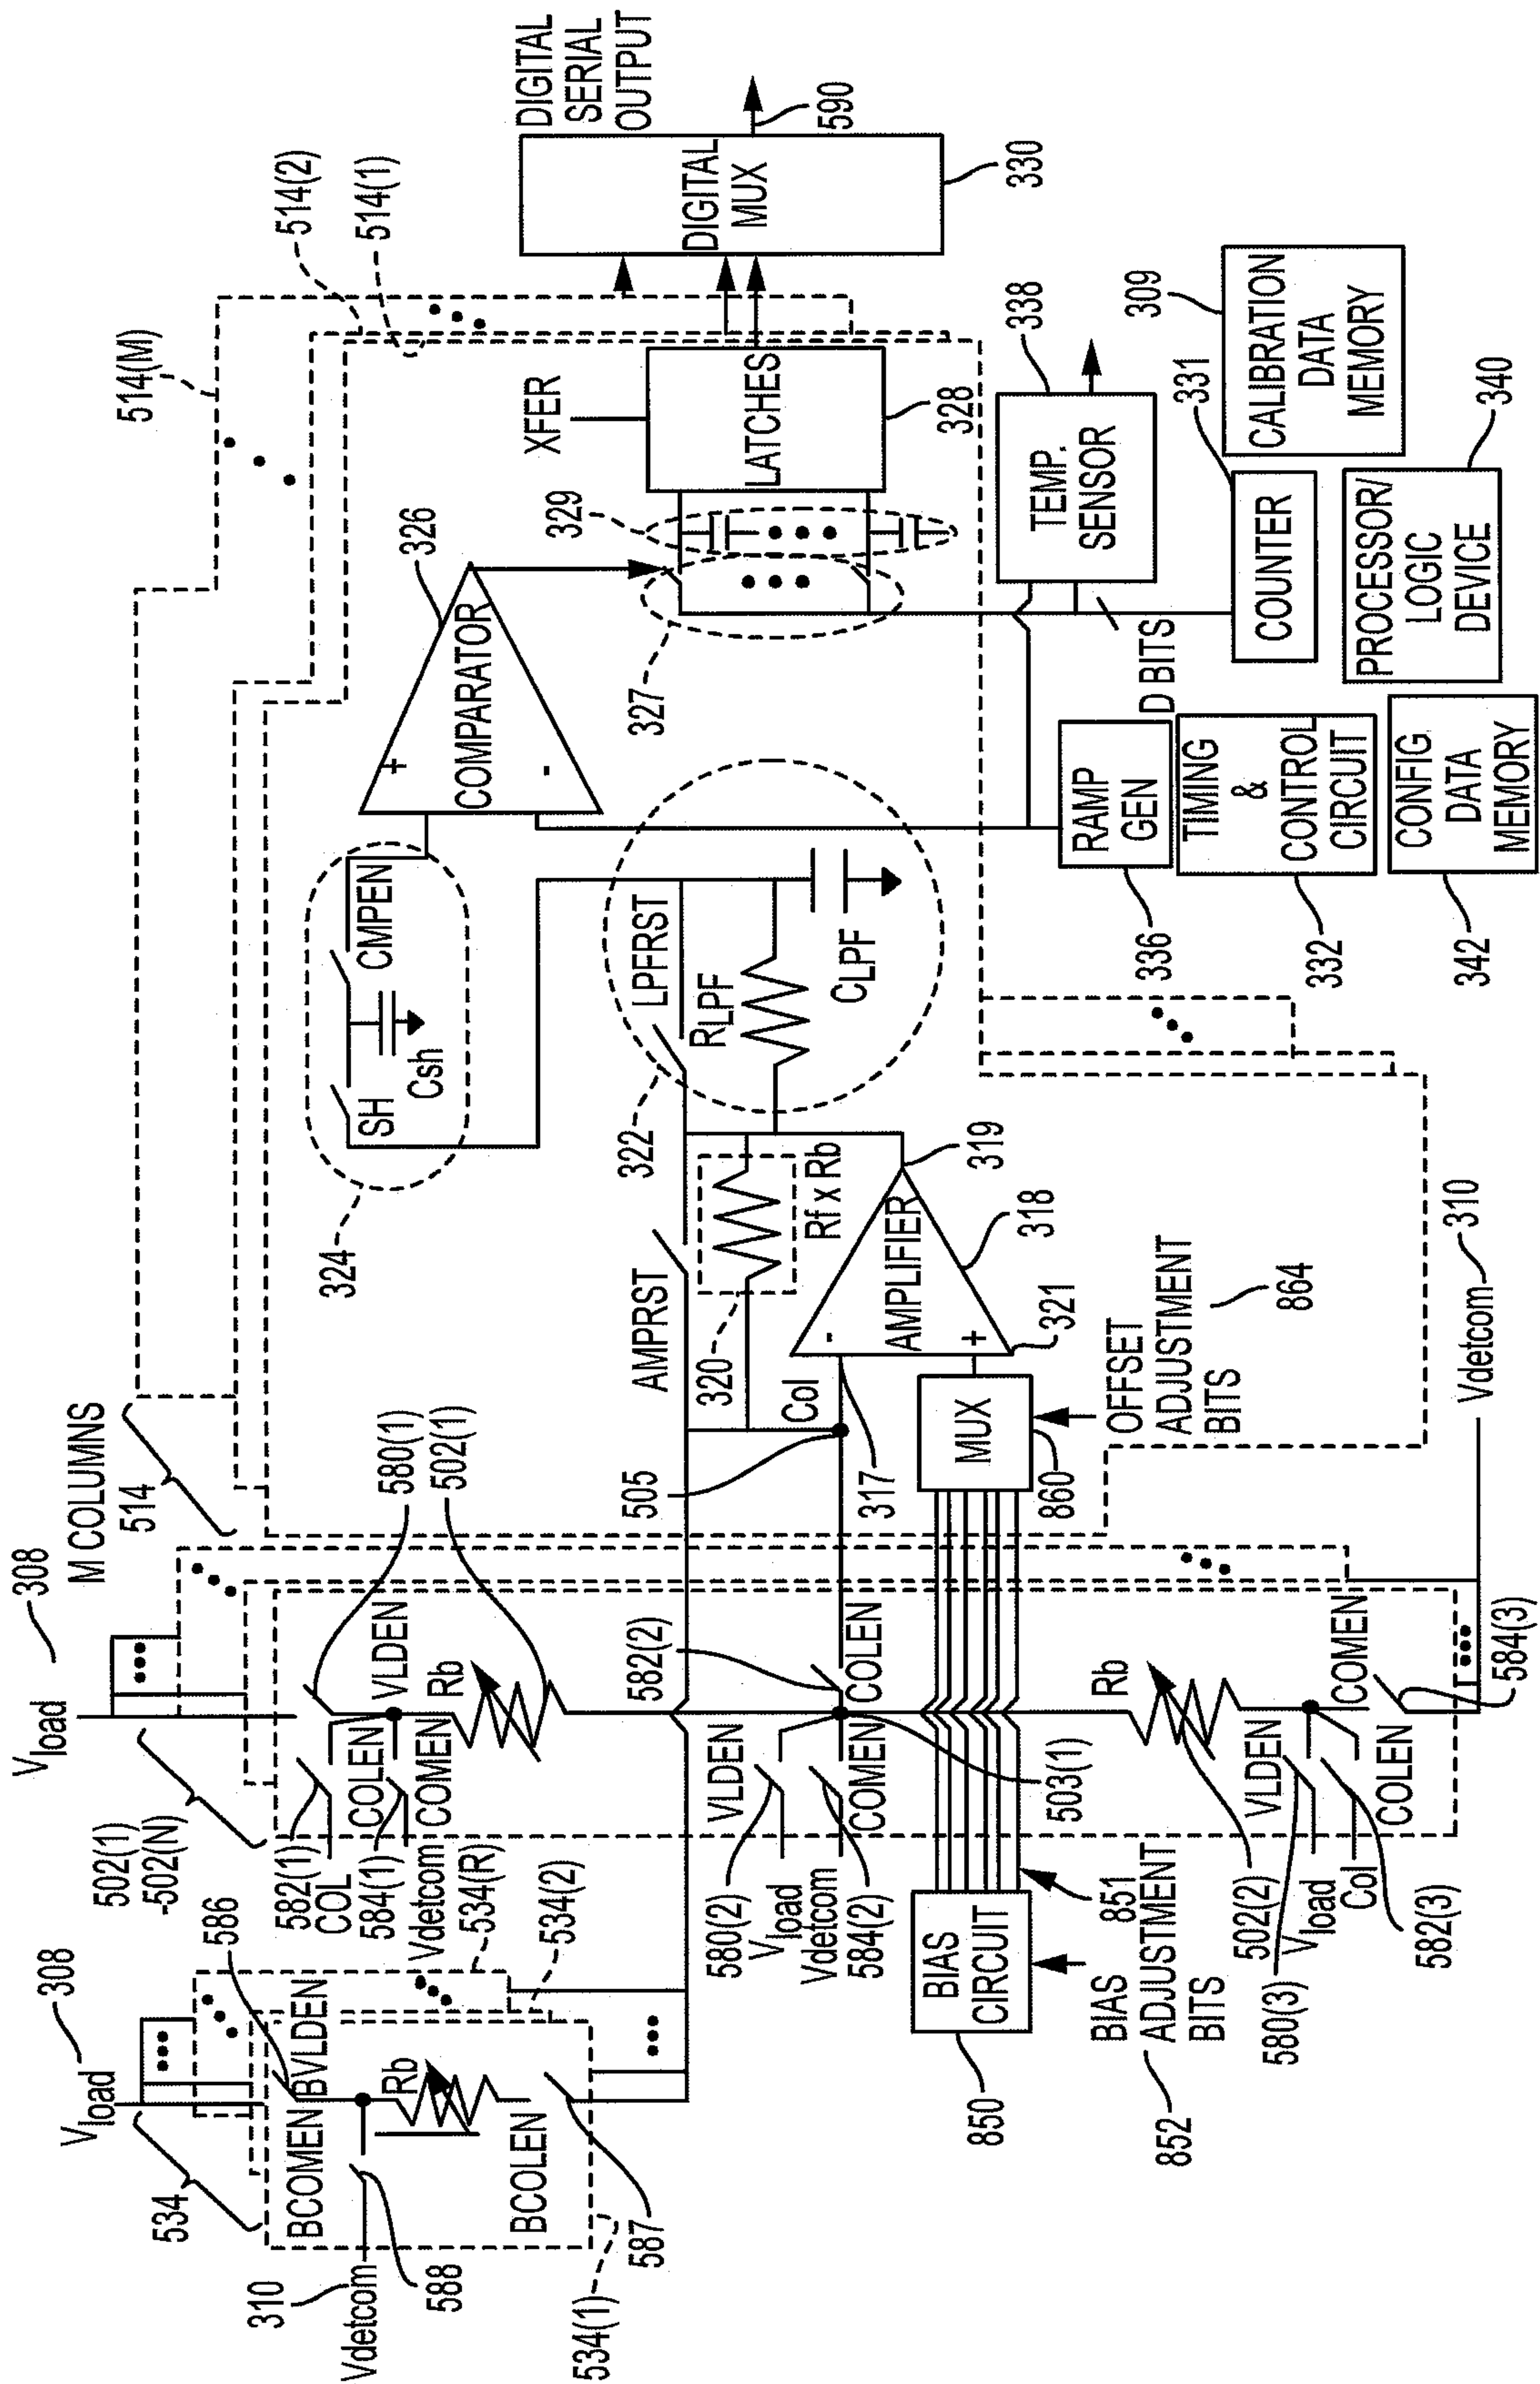 308
Vload
534
310
Vdetcom
588
BCOMEN
BVLDEN
586
Rb
BCOLEN
587
534(1)
534(R)
534(2)
308
Vload
502(1)
-502(N)
582(1)
COL
584(1)
Vdetcom
COLEN
COMEN
VLDEN
Rb
580(1)
502(1)
M COLUMNS
514
514(M)
514(2)
514(1)
582(2)
COLEN
VLDEN
COMEN
580(2)
Vload
Vdetcom
584(2)
503(1)
505
Col
317
BIAS
CIRCUIT
850
851
BIAS
ADJUSTMENT
BITS
852
MUX
860
OFFSET
ADJUSTMENT
BITS
864
Rb
502(2)
VLDEN
COMEN
COLEN
580(3)
Vload
Col
582(3)
584(3)
Vdetcom
310
AMPRST
320
Rf x Rb
-
AMPLIFIER
+
321
318
319
322
LPFRST
RLPF
CLPF
324
SH
Csh
CMPEN
+
COMPARATOR
-
326
327
329
XFER
LATCHES
328
DIGITAL
MUX
330
DIGITAL
SERIAL
OUTPUT
590
TEMP.
SENSOR
338
D BITS
RAMP
GEN
336
TIMING
&
CONTROL
CIRCUIT
332
CONFIG
DATA
MEMORY
342
COUNTER
331
PROCESSOR/
LOGIC
DEVICE
340
CALIBRATION
DATA
MEMORY
309